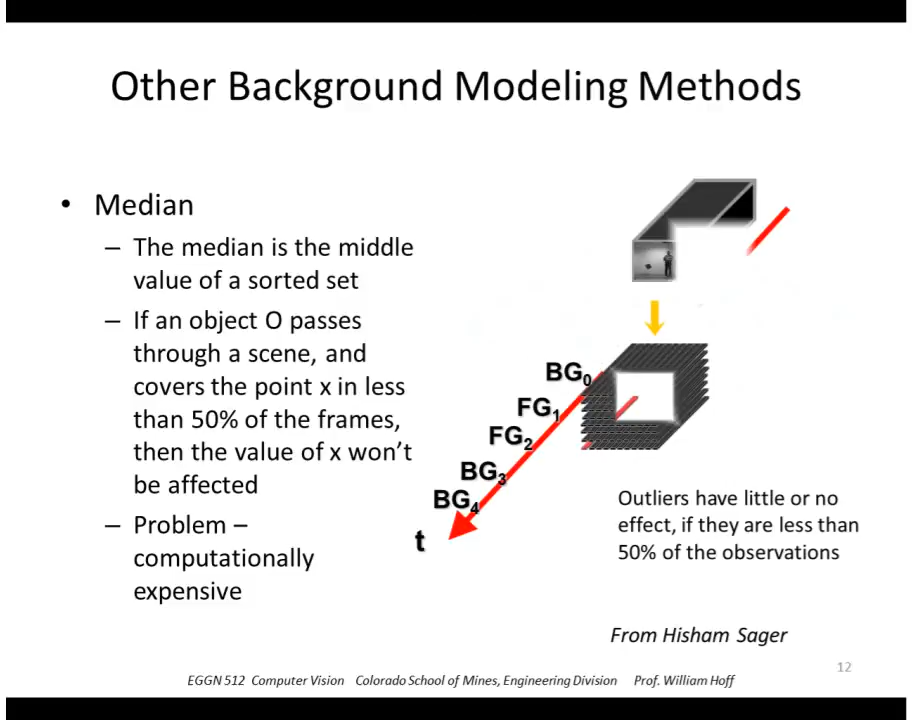 Other Background Modeling Methods
• Median
– The median is the middle
value of a sorted set
– If an object O passes
through a scene, and
covers the point x in less
than 50% of the frames,
then the value of x won’t
be affected
– Problem –
computationally
expensive
BG0
FG1
FG2
BG3
BG4
t
Outliers have little or no
effect, if they are less than
50% of the observations
From Hisham Sager
12
EGGN 512 Computer Vision Colorado School of Mines, Engineering Division Prof. William Hoff